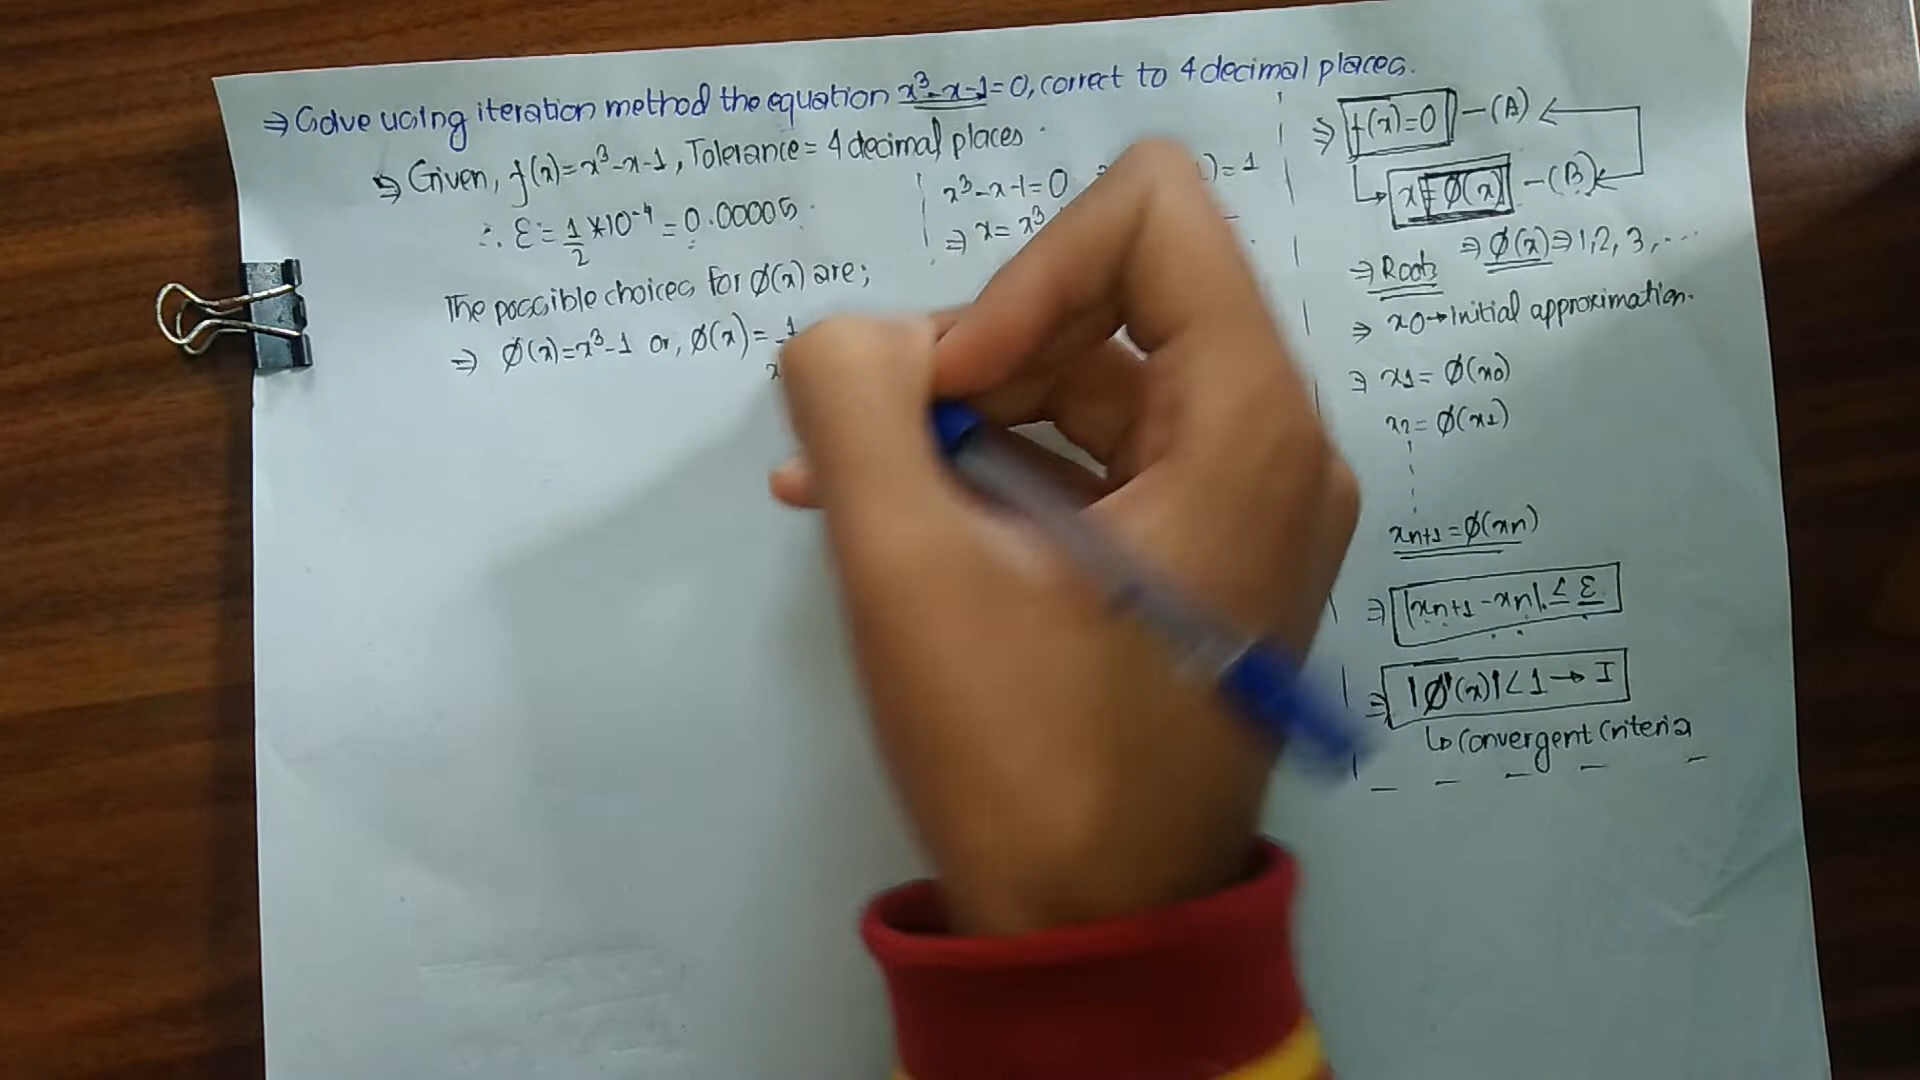 ⇒ Solve using iteration method the equation x³-x-1=0, correct to 4 decimal places.
⇒ Given, f(x)=x³-x-1, Tolerance = 4 decimal places
∴ ε = 1/2 *10⁻⁴ = 0.00005
x³-x-1=0
)=1
⇒ x= x³
The possible choices for ø(x) are;
⇒ ø(x)=x³-1 or, ø(x)= 1
x
⇒ f(x)=0 -(A)
x=ø(x) -(B)
⇒ ø(x)⇒1,2,3,...
⇒ Roots
⇒ x0→Initial approximation.
⇒ x1= ø(x0)
x2= ø(x1)
xn+1=ø(xn)
⇒ |xn+1-xn|. ≤ ε
⇒ |ø'(x)|<1→I
↳ Convergent Criteria